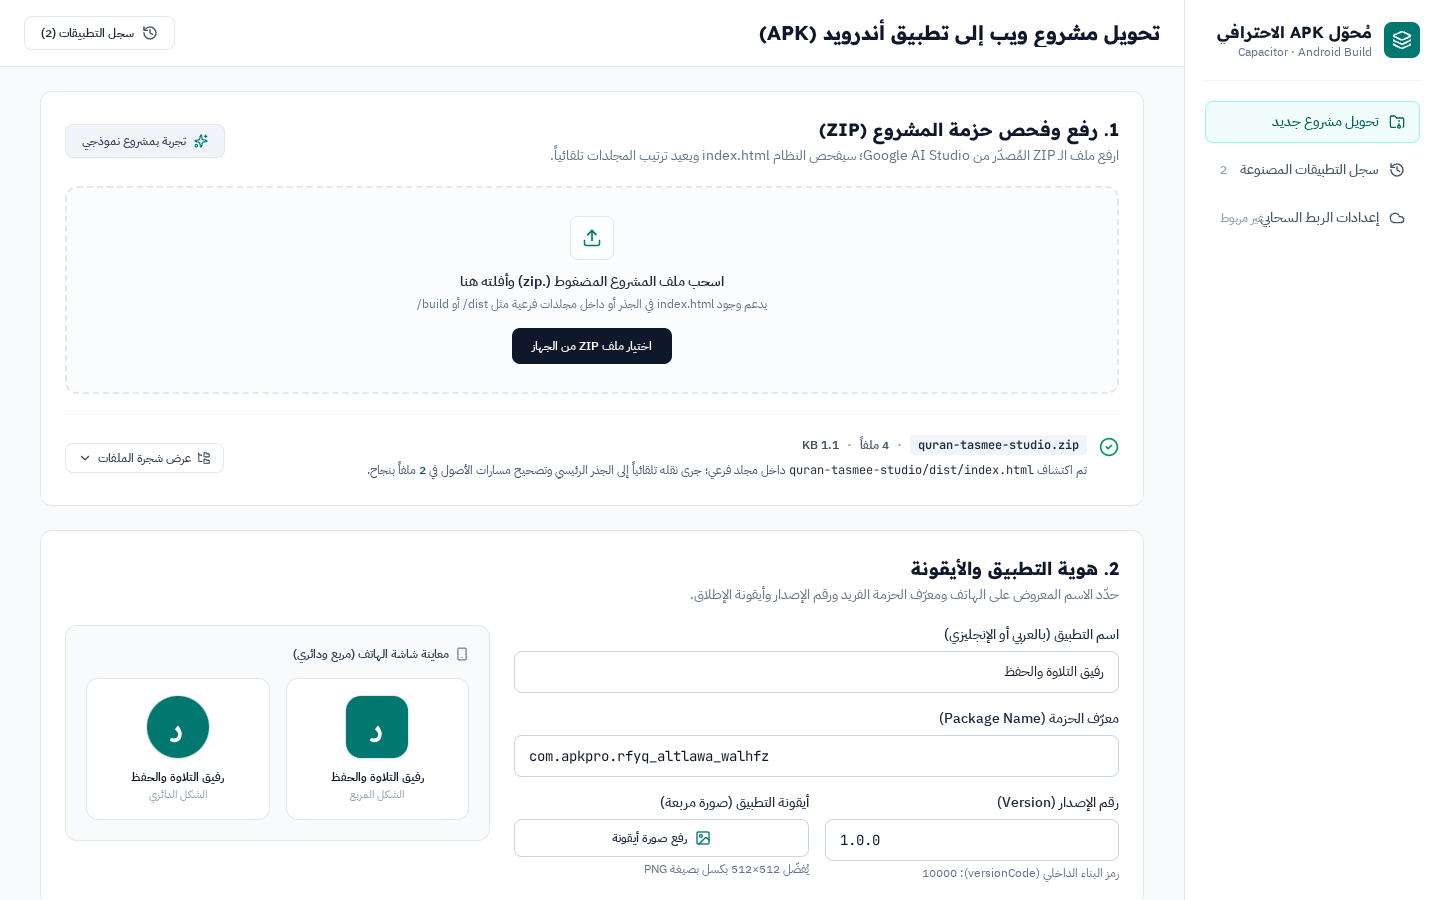 مُحوّل APK الاحترافي
Capacitor · Android Build
تحويل مشروع جديد
سجل التطبيقات المصنوعة 2
إعدادات الربط السحابي غير مربوط
تحويل مشروع ويب إلى تطبيق أندرويد (APK)
سجل التطبيقات (2)
1. رفع وفحص حزمة المشروع (ZIP)
ارفع ملف الـ ZIP المُصدّر من Google AI Studio؛ سيفحص النظام index.html ويعيد ترتيب المجلدات تلقائياً.
تجربة بمشروع نموذجي
اسحب ملف المشروع المضغوط (.zip) وأفلته هنا
يدعم وجود index.html في الجذر أو داخل مجلدات فرعية مثل dist/ أو build/
اختيار ملف ZIP من الجهاز
quran-tasmee-studio.zip · 4 ملفاً · 1.1 KB
تم اكتشاف quran-tasmee-studio/dist/index.html داخل مجلد فرعي؛ جرى نقله تلقائياً إلى الجذر الرئيسي وتصحيح مسارات الأصول في 2 ملفاً بنجاح.
عرض شجرة الملفات
2. هوية التطبيق والأيقونة
حدّد الاسم المعروض على الهاتف ومعرّف الحزمة الفريد ورقم الإصدار وأيقونة الإطلاق.
اسم التطبيق (بالعربي أو الإنجليزي)
رفيق التلاوة والحفظ
معرّف الحزمة (Package Name)
com.apkpro.rfyq_altlawa_walhfz
رقم الإصدار (Version)
1.0.0
رمز البناء الداخلي (versionCode): 10000
أيقونة التطبيق (صورة مربعة)
رفع صورة أيقونة
يُفضّل 512×512 بكسل بصيغة PNG
معاينة شاشة الهاتف (مربع ودائري)
ر
رفيق التلاوة والحفظ
الشكل المربع
ر
رفيق التلاوة والحفظ
الشكل الدائري